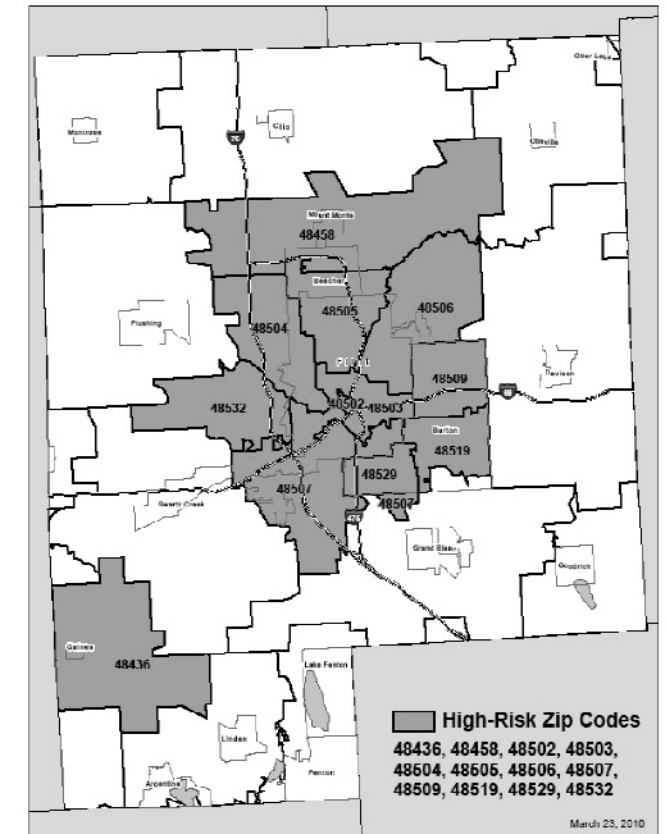 Otter Lake
Montrose
Clio
75
Otisville
Mount Morris
48458
Beecher
48505
48506
48504
Flushing
FLINT
Davison
48509
48532
48502
48503
Burton
48519
48529
48507
48507
Swartz Creek
475
Grand Blanc
Goodrich
Gaines
48436
Lake Fenton
Linden
Fenton
Argentine
High-Risk Zip Codes
48436, 48458, 48502, 48503,
48504, 48505, 48506, 48507,
48509, 48519, 48529, 48532
March 23, 2010